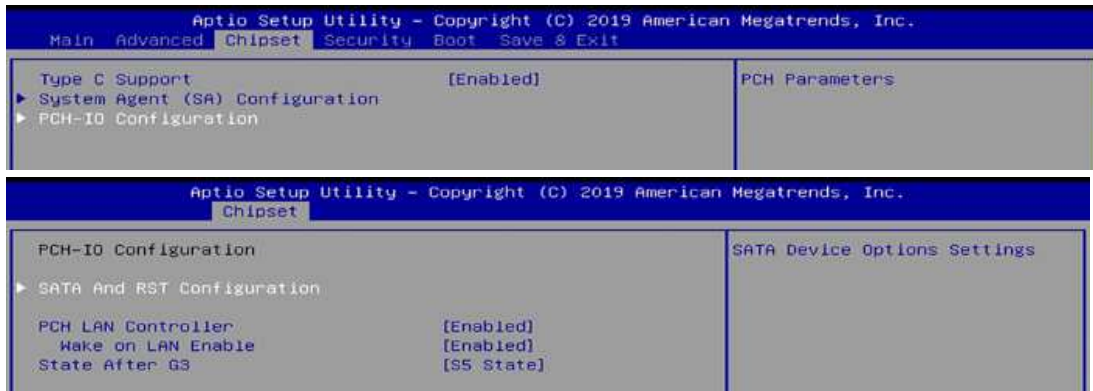 Aptio Setup Utility – Copyright (C) 2019 American Megatrends, Inc.
Main Advanced Chipset Security Boot Save & Exit
Type C Support [Enabled] PCH Parameters
System Agent (SA) Configuration
PCH-IO Configuration
Aptio Setup Utility – Copyright (C) 2019 American Megatrends, Inc.
Chipset
PCH-IO Configuration SATA Device Options Settings
SATA And RST Configuration
PCH LAN Controller [Enabled]
Wake on LAN Enable [Enabled]
State After G3 [S5 State]